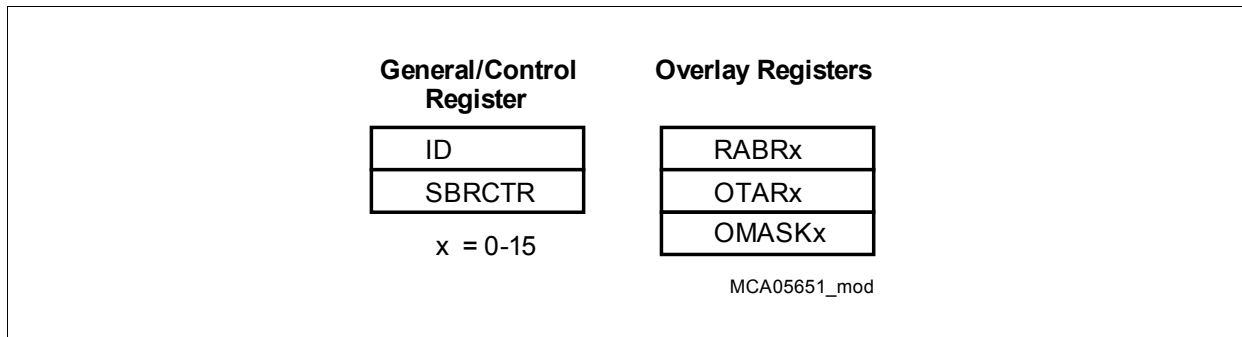 General/Control
Register
ID
SBRCTR
x = 0-15
Overlay Registers
RABRx
OTARx
OMASKx
MCA05651_mod